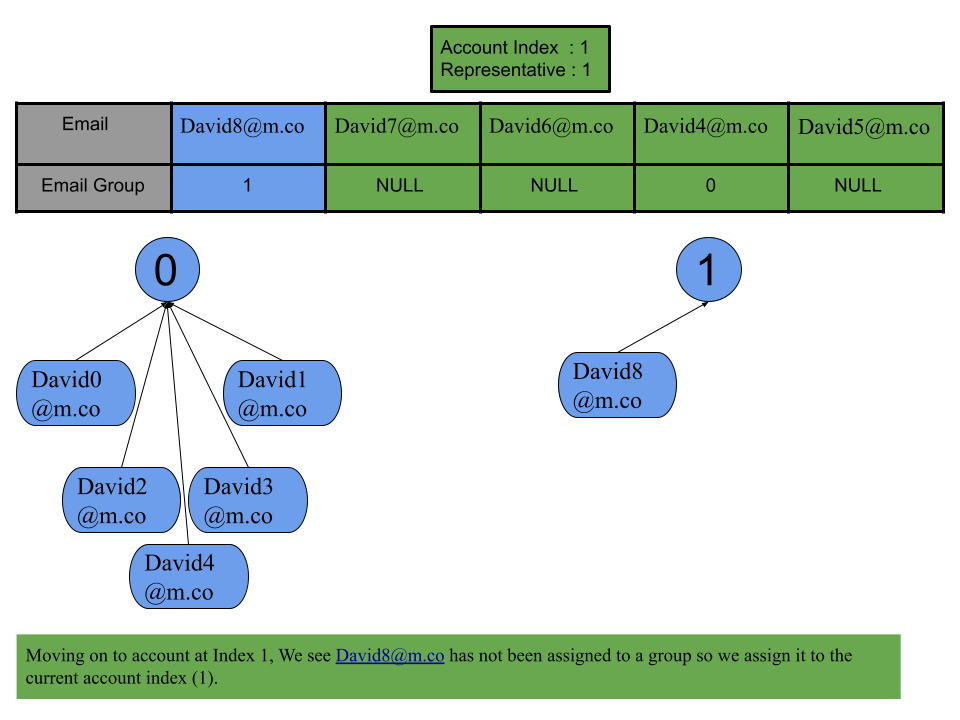 Account Index : 1
Representative : 1
Email David8@m.co David7@m.co David6@m.co David4@m.co David5@m.co
Email Group 1 NULL NULL 0 NULL
0 1
David0
@m.co
David1
@m.co
David8
@m.co
David2
@m.co
David3
@m.co
David4
@m.co
Moving on to account at Index 1, We see David8@m.co has not been assigned to a group so we assign it to the
current account index (1).